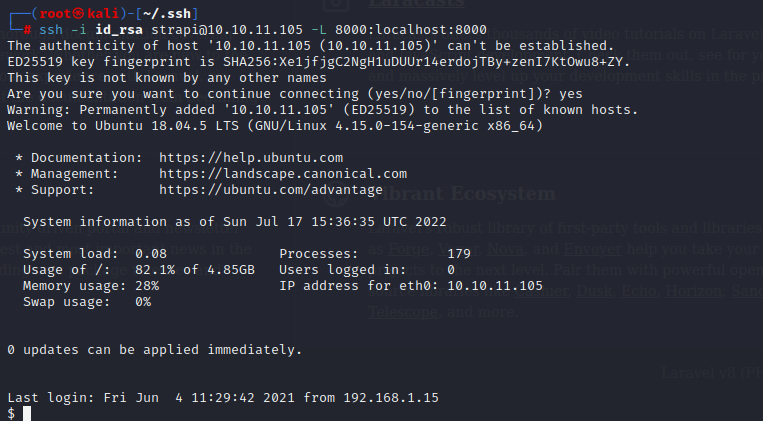 ┌──(root㉿kali)-[~/.ssh]
└─# ssh -i id_rsa strapi@10.10.11.105 -L 8000:localhost:8000
The authenticity of host '10.10.11.105 (10.10.11.105)' can't be established.
ED25519 key fingerprint is SHA256:Xe1jfjgC2NgH1uDUUr14erdojTBy+zenI7KtOwu8+ZY.
This key is not known by any other names
Are you sure you want to continue connecting (yes/no/[fingerprint])? yes
Warning: Permanently added '10.10.11.105' (ED25519) to the list of known hosts.
Welcome to Ubuntu 18.04.5 LTS (GNU/Linux 4.15.0-154-generic x86_64)
* Documentation: https://help.ubuntu.com
* Management: https://landscape.canonical.com
* Support: https://ubuntu.com/advantage
System information as of Sun Jul 17 15:36:35 UTC 2022
System load: 0.08 Processes: 179
Usage of /: 82.1% of 4.85GB Users logged in: 0
Memory usage: 28% IP address for eth0: 10.10.11.105
Swap usage: 0%
0 updates can be applied immediately.
Last login: Fri Jun 4 11:29:42 2021 from 192.168.1.15
$
Laracasts
Vibrant Ecosystem